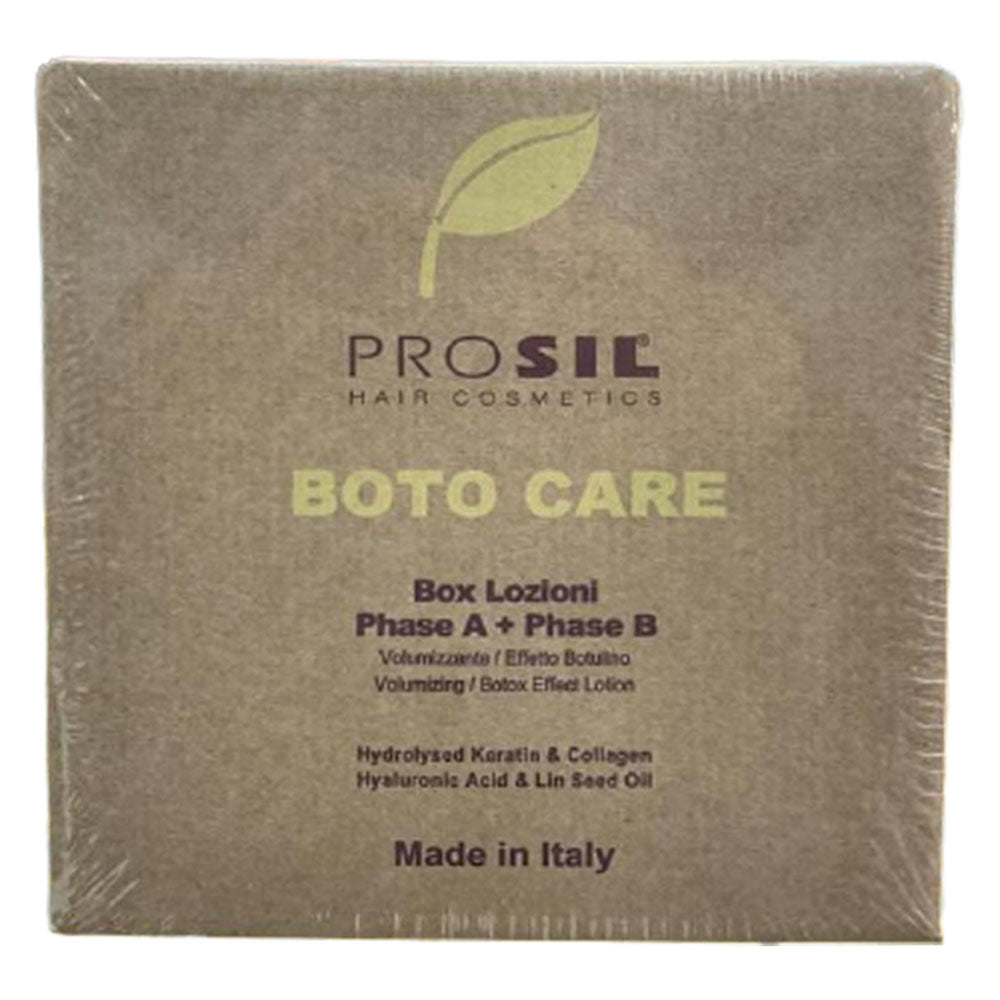 PROSIL®
HAIR COSMETICS
BOTO CARE
Box Lozioni
Phase A + Phase B
Volumizzante / Effetto Botulino
Volumizing / Botox Effect Lotion
Hydrolysed Keratin & Collagen
Hyaluronic Acid & Lin Seed Oil
Made in Italy